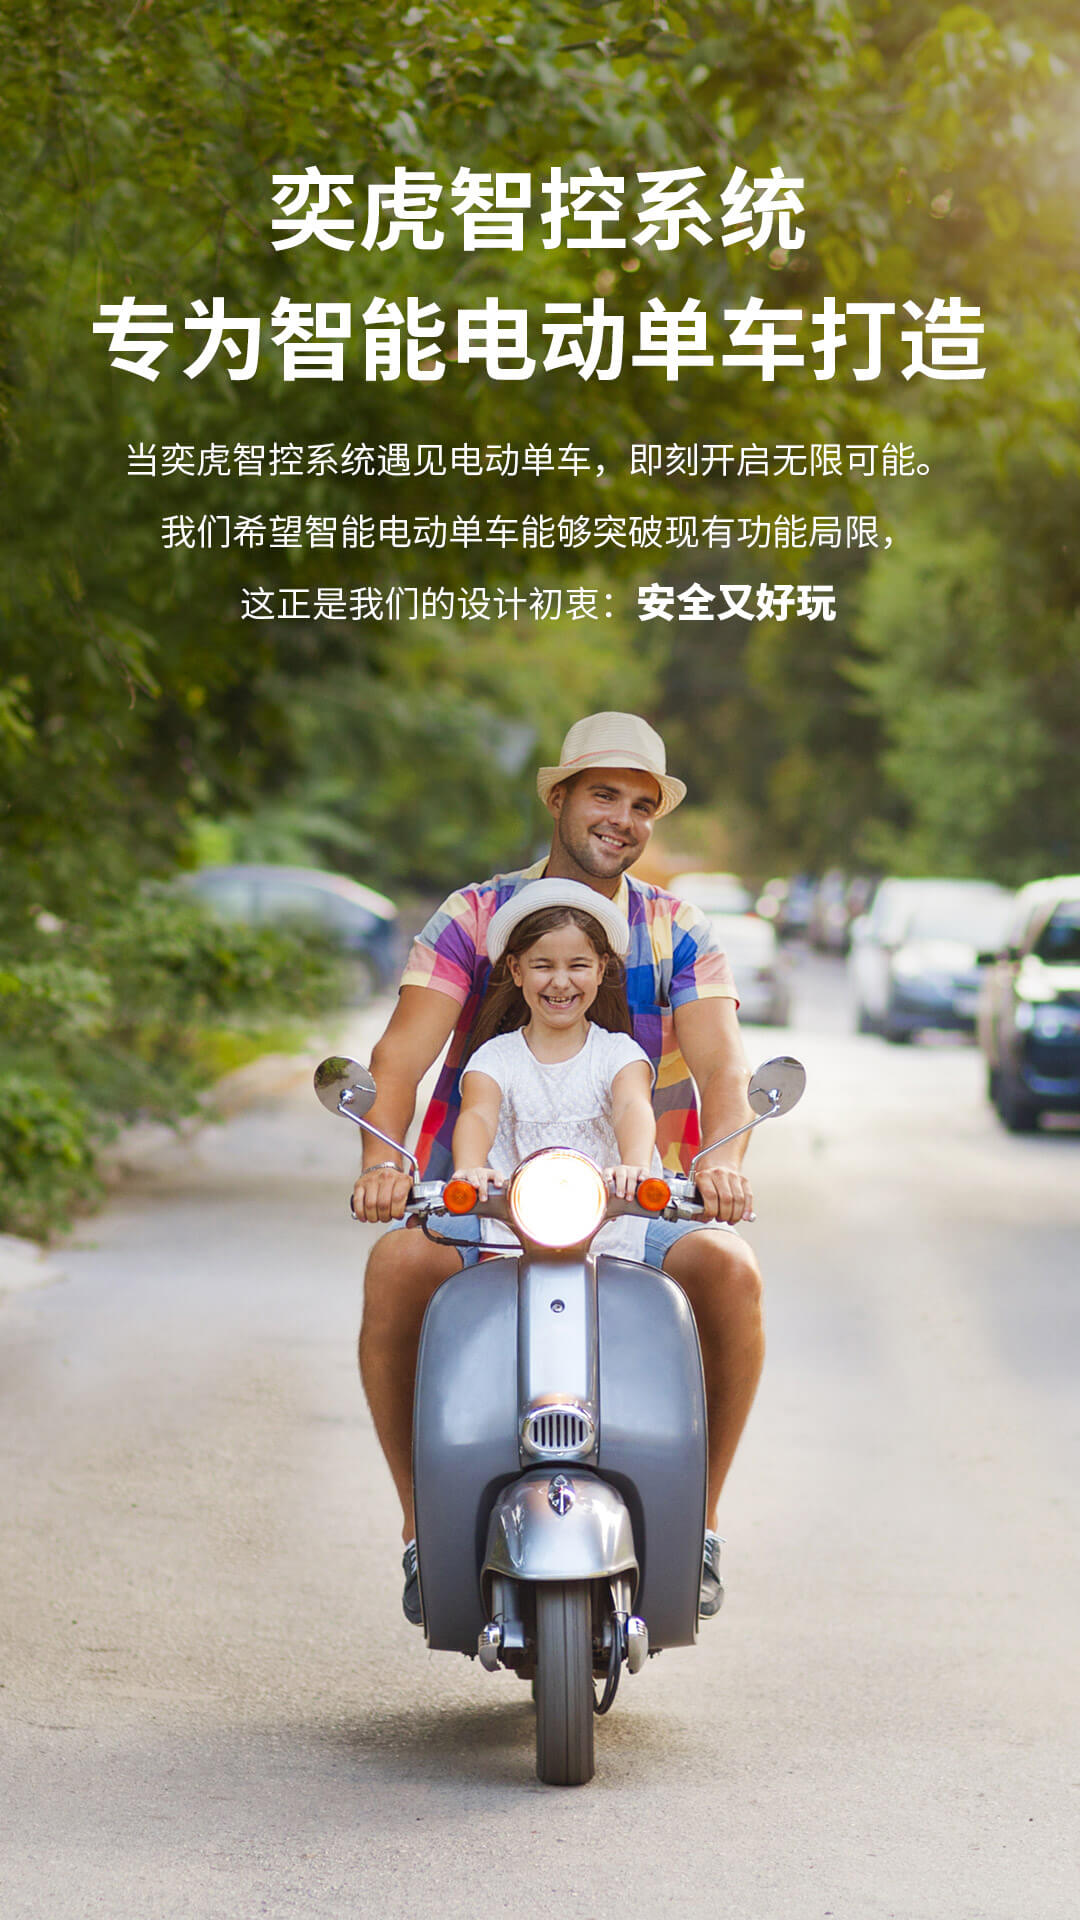 奕虎智控系统
专为智能电动单车打造
当奕虎智控系统遇见电动单车，即刻开启无限可能。
我们希望智能电动单车能够突破现有功能局限，
这正是我们的设计初衷：安全又好玩